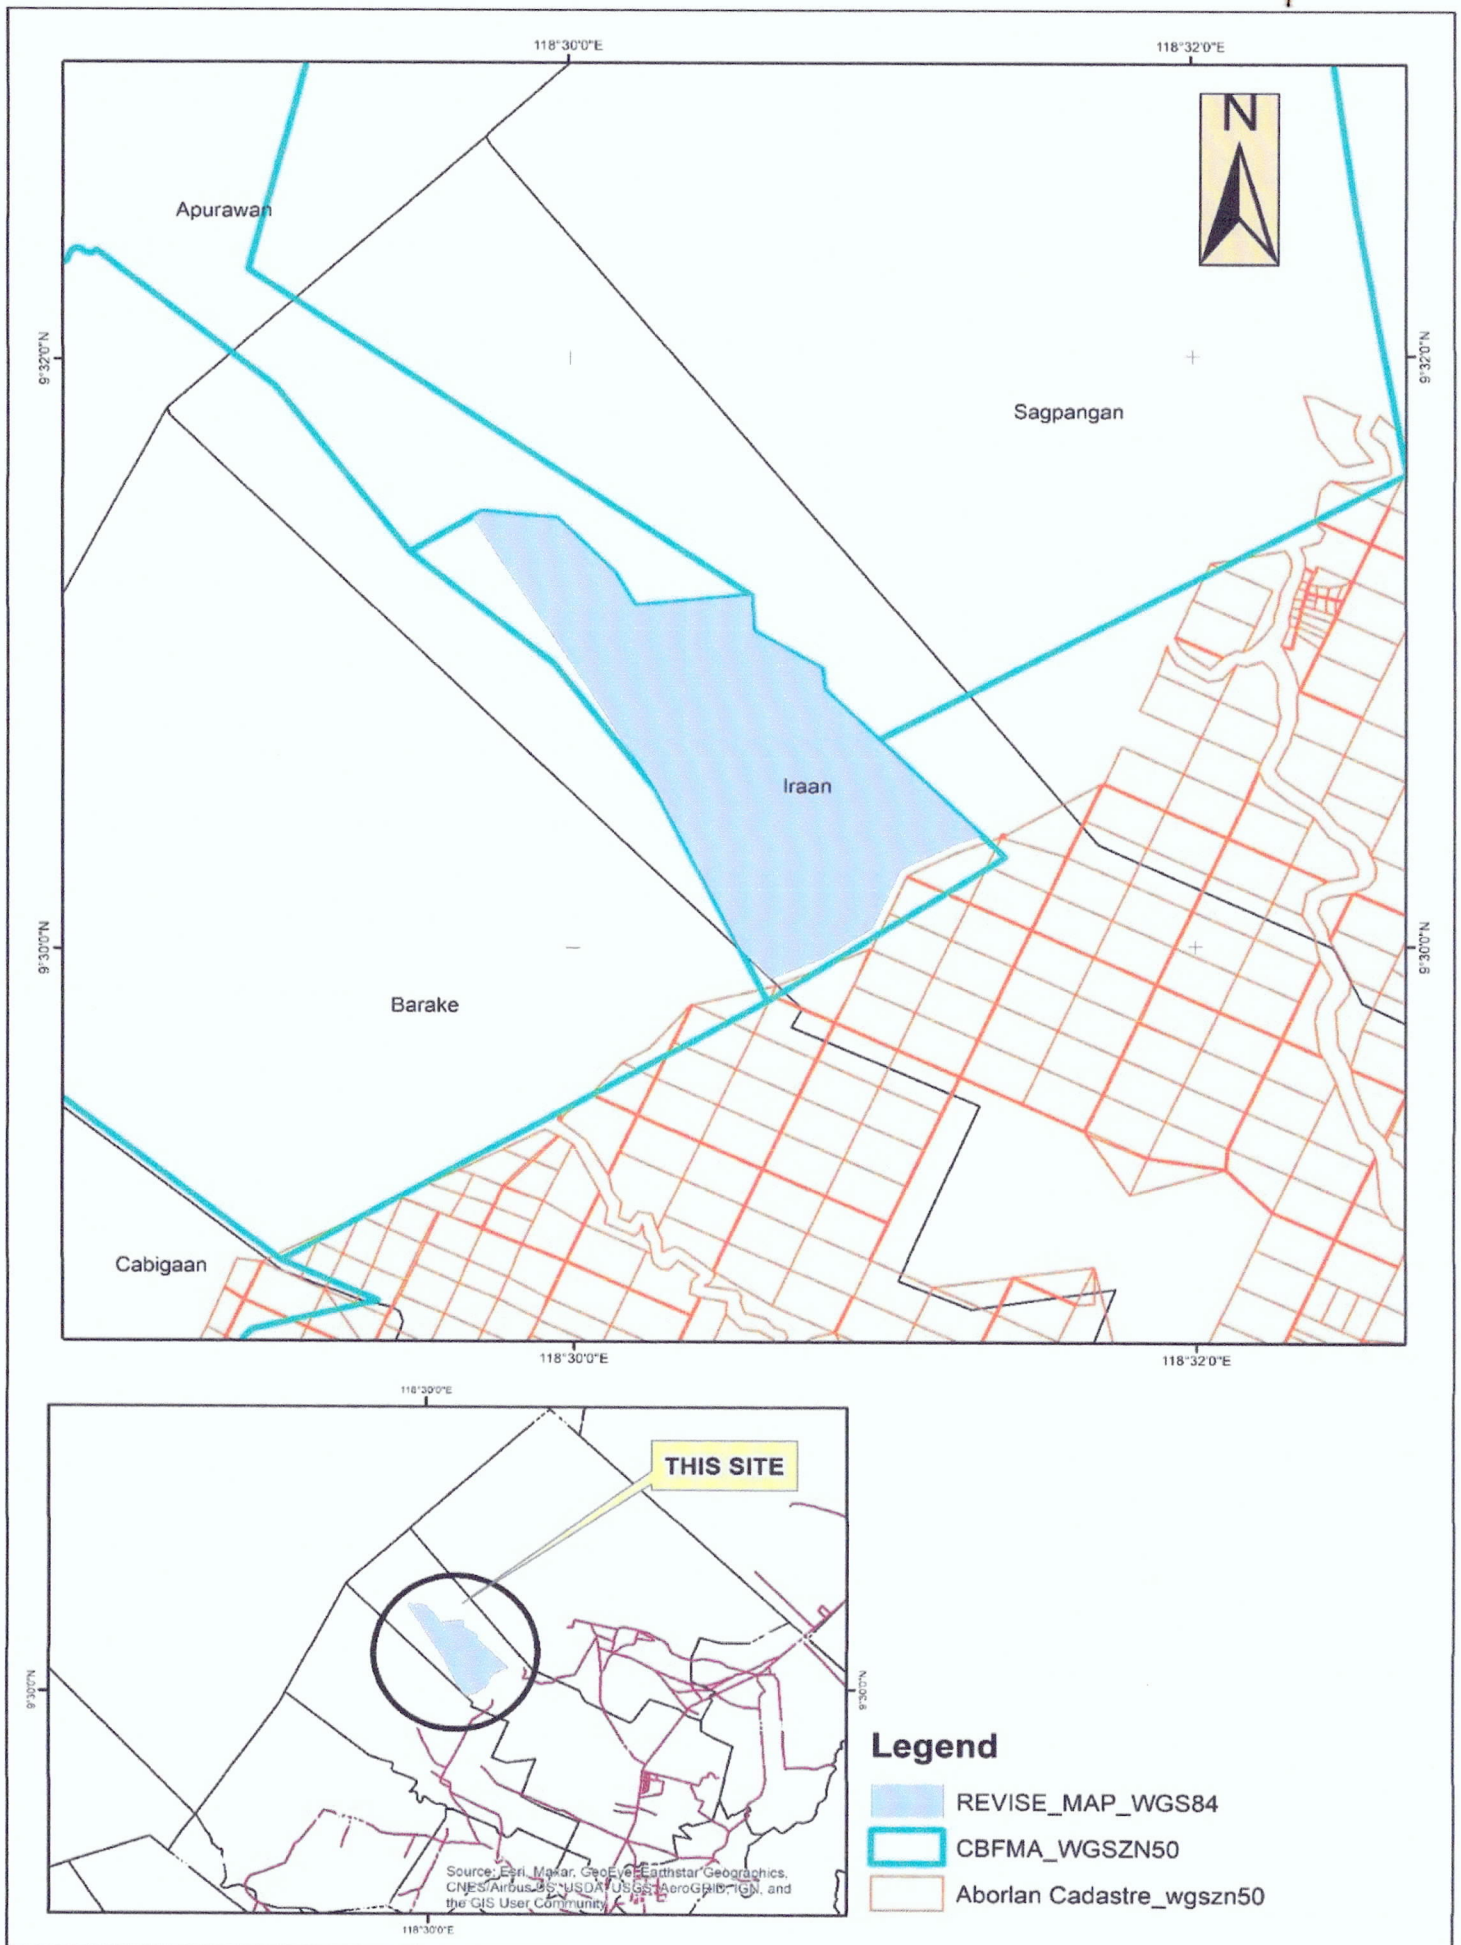 118°30'0"E
118°32'0"E
N
Apurawan
9°32'0"N
9°32'0"N
Sagpangan
Iraan
9°30'0"N
9°30'0"N
Barake
Cabigaan
118°30'0"E
118°32'0"E
118°30'0"E
THIS SITE
9°30'0"N
9°30'0"N
Legend
REVISE_MAP_WGS84
CBFMA_WGSZN50
Aborlan Cadastre_wgszn50
Source: Esri, Maxar, GeoEye, Earthstar Geographics,
CNES/Airbus DS, USDA, USGS, AeroGRID, IGN, and
the GIS User Community
118°30'0"E